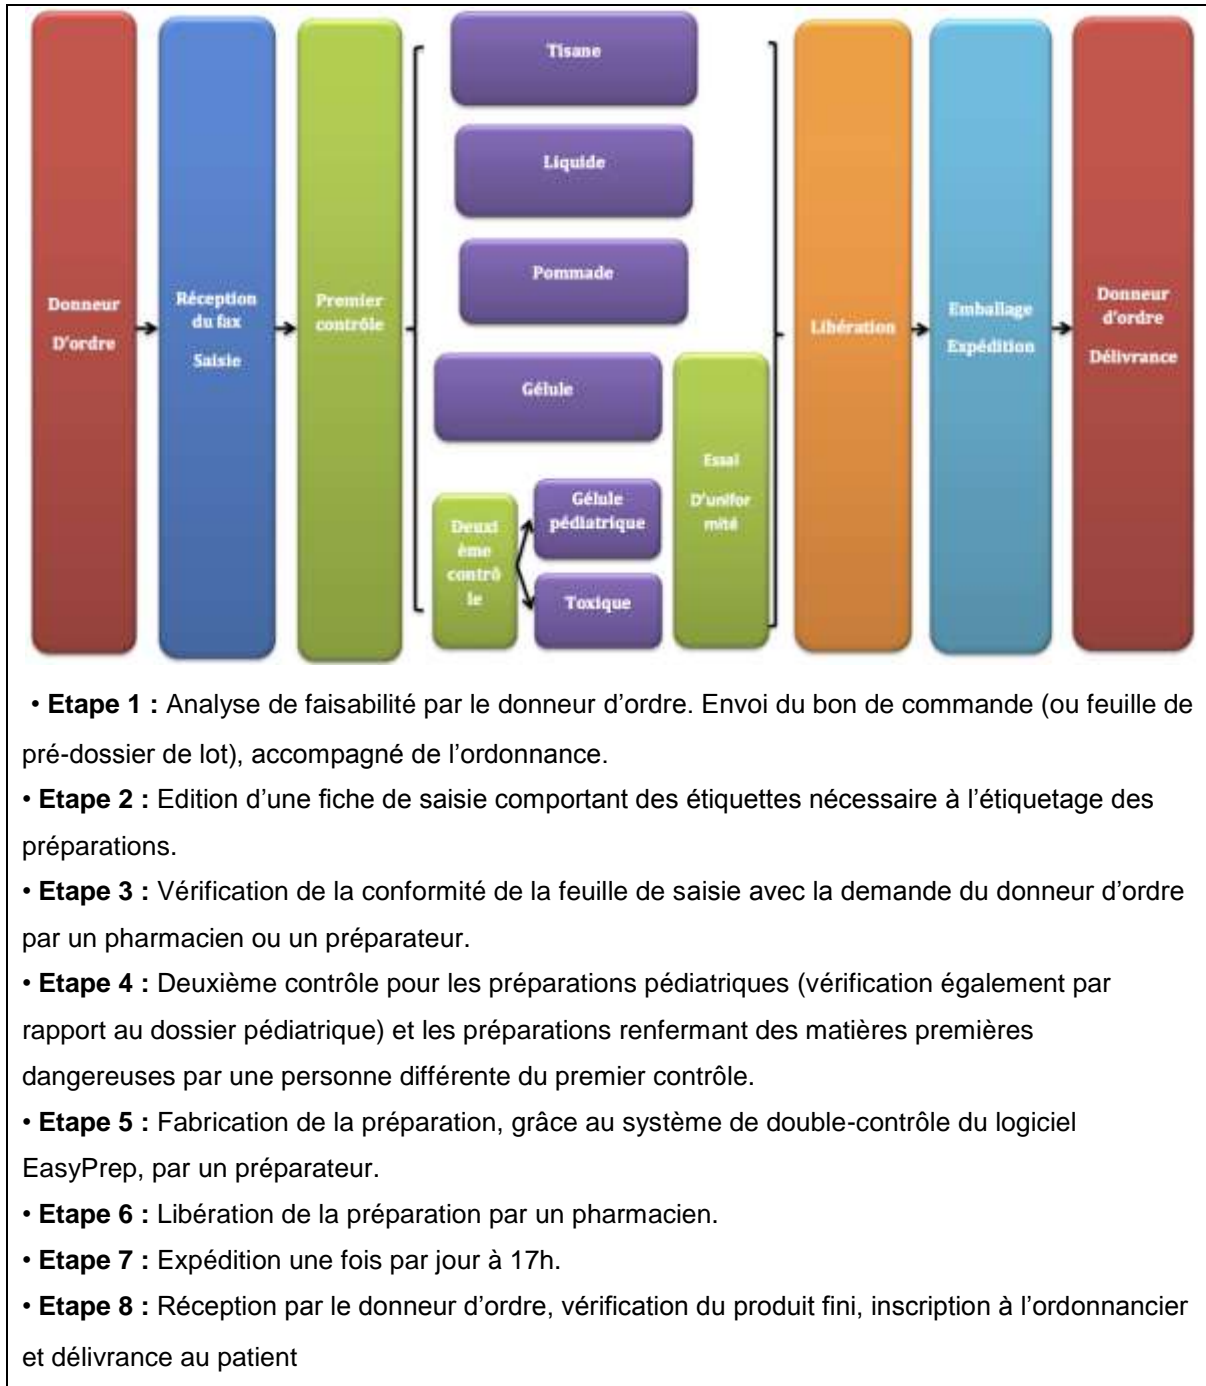 Tisane
Liquide
Pommade
Donneur
D'ordre
Réception
du fax
Saisie
Premier
contrôle
Gélule
Deuxi
ème
contrô
le
Gélule
pédiatrique
Toxique
Essai
D'unifor
mité
Libération
Emballage
Expédition
Donneur
d'ordre
Délivrance
• Etape 1 : Analyse de faisabilité par le donneur d’ordre. Envoi du bon de commande (ou feuille de
pré-dossier de lot), accompagné de l’ordonnance.
• Etape 2 : Edition d’une fiche de saisie comportant des étiquettes nécessaire à l’étiquetage des
préparations.
• Etape 3 : Vérification de la conformité de la feuille de saisie avec la demande du donneur d’ordre
par un pharmacien ou un préparateur.
• Etape 4 : Deuxième contrôle pour les préparations pédiatriques (vérification également par
rapport au dossier pédiatrique) et les préparations renfermant des matières premières
dangereuses par une personne différente du premier contrôle.
• Etape 5 : Fabrication de la préparation, grâce au système de double-contrôle du logiciel
EasyPrep, par un préparateur.
• Etape 6 : Libération de la préparation par un pharmacien.
• Etape 7 : Expédition une fois par jour à 17h.
• Etape 8 : Réception par le donneur d’ordre, vérification du produit fini, inscription à l’ordonnancier
et délivrance au patient